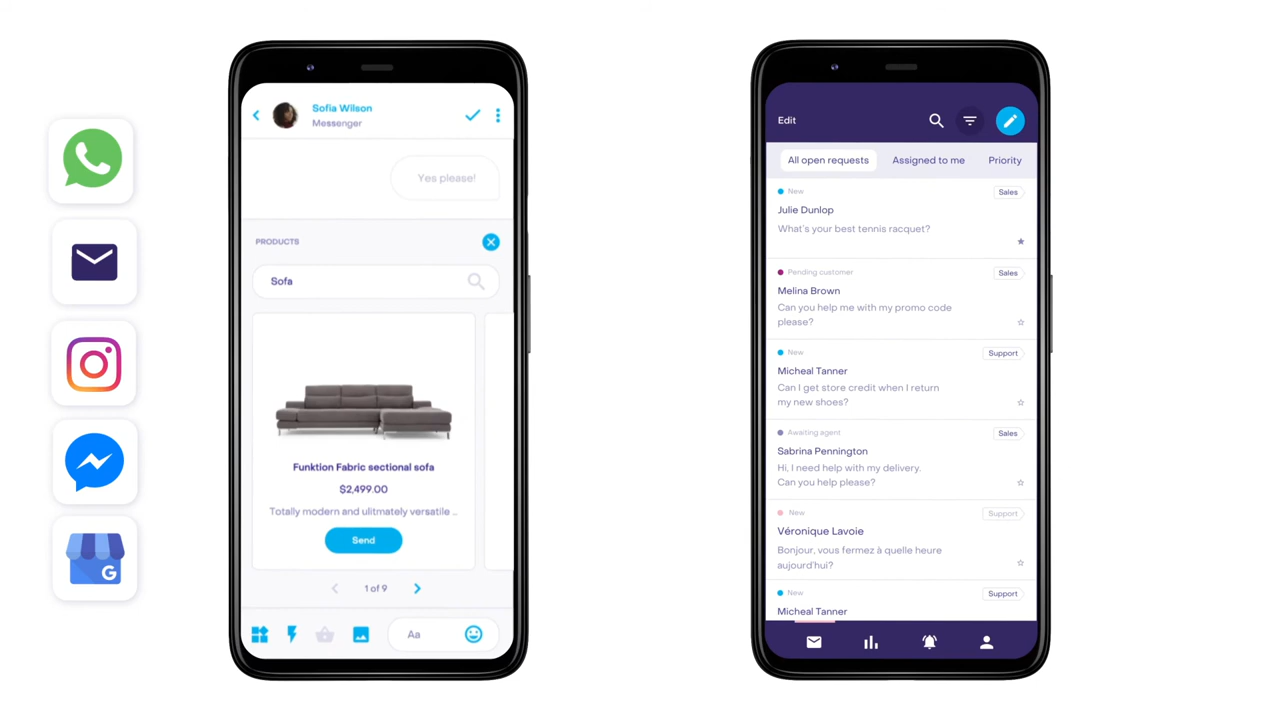 Sofia Wilson
Messenger
Yes please!
PRODUCTS
Sofa
Funktion Fabric sectional sofa
$2,499.00
Totally modern and ulitmately versatile ...
Send
1 of 9
Aa
G
Edit
All open requests Assigned to me Priority
New Sales
Julie Dunlop
What's your best tennis racquet?
Pending customer Sales
Melina Brown
Can you help me with my promo code
please?
New Support
Micheal Tanner
Can I get store credit when I return
my new shoes?
Awaiting agent Sales
Sabrina Pennington
Hi, I need help with my delivery.
Can you help please?
New Support
Véronique Lavoie
Bonjour, vous fermez à quelle heure
aujourd'hui?
New Support
Micheal Tanner